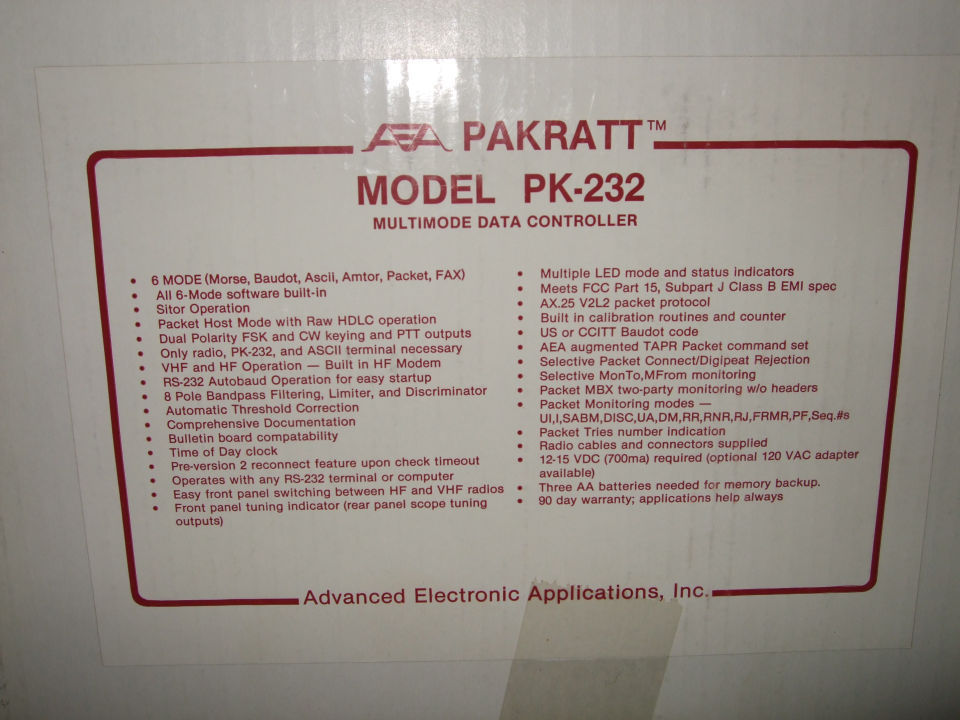 AEA PAKRATT™
MODEL PK-232
MULTIMODE DATA CONTROLLER
• 6 MODE (Morse, Baudot, Ascii, Amtor, Packet, FAX)
• All 6-Mode software built-in
• Sitor Operation
• Packet Host Mode with Raw HDLC operation
• Dual Polarity FSK and CW keying and PTT outputs
• Only radio, PK-232, and ASCII terminal necessary
• VHF and HF Operation — Built in HF Modem
• RS-232 Autobaud Operation for easy startup
• 8 Pole Bandpass Filtering, Limiter, and Discriminator
• Automatic Threshold Correction
• Comprehensive Documentation
• Bulletin board compatability
• Time of Day clock
• Pre-version 2 reconnect feature upon check timeout
• Operates with any RS-232 terminal or computer
• Easy front panel switching between HF and VHF radios
• Front panel tuning indicator (rear panel scope tuning
outputs)
• Multiple LED mode and status indicators
• Meets FCC Part 15, Subpart J Class B EMI spec
• AX.25 V2L2 packet protocol
• Built in calibration routines and counter
• US or CCITT Baudot code
• AEA augmented TAPR Packet command set
• Selective Packet Connect/Digipeat Rejection
• Selective MonTo,MFrom monitoring
• Packet MBX two-party monitoring w/o headers
• Packet Monitoring modes —
UI,I,SABM,DISC,UA,DM,RR,RNR,RJ,FRMR,PF,Seq.#s
• Packet Tries number indication
• Radio cables and connectors supplied
• 12-15 VDC (700ma) required (optional 120 VAC adapter
available)
• Three AA batteries needed for memory backup.
• 90 day warranty; applications help always
Advanced Electronic Applications, Inc.